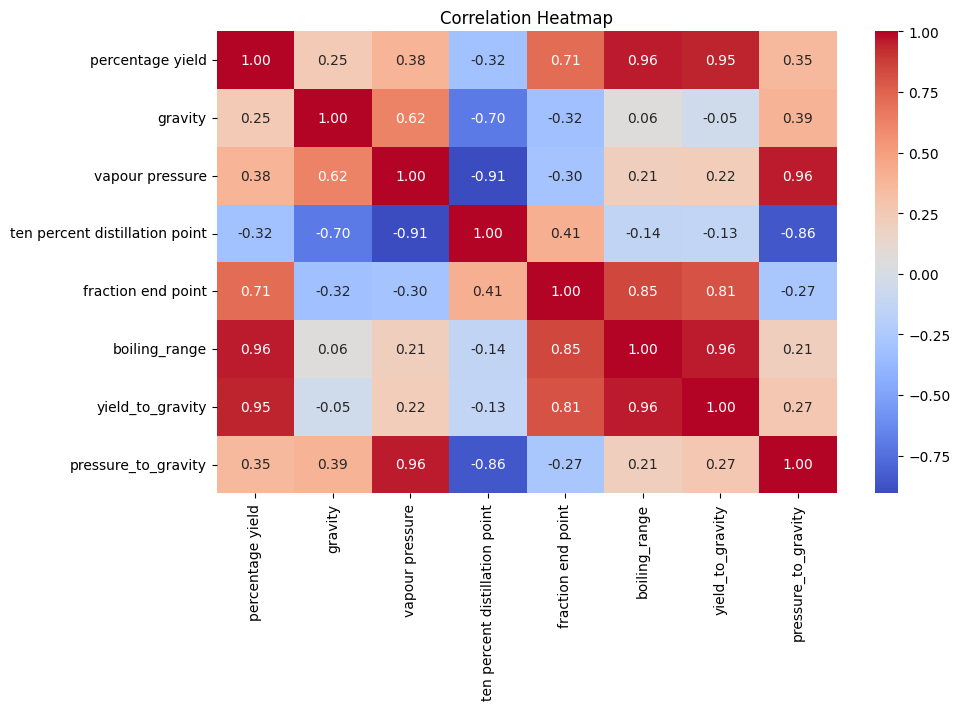 Correlation Heatmap
percentage yield 1.00 0.25 0.38 -0.32 0.71 0.96 0.95 0.35
gravity 0.25 1.00 0.62 -0.70 -0.32 0.06 -0.05 0.39
vapour pressure 0.38 0.62 1.00 -0.91 -0.30 0.21 0.22 0.96
ten percent distillation point -0.32 -0.70 -0.91 1.00 0.41 -0.14 -0.13 -0.86
fraction end point 0.71 -0.32 -0.30 0.41 1.00 0.85 0.81 -0.27
boiling_range 0.96 0.06 0.21 -0.14 0.85 1.00 0.96 0.21
yield_to_gravity 0.95 -0.05 0.22 -0.13 0.81 0.96 1.00 0.27
pressure_to_gravity 0.35 0.39 0.96 -0.86 -0.27 0.21 0.27 1.00
percentage yield
gravity
vapour pressure
ten percent distillation point
fraction end point
boiling_range
yield_to_gravity
pressure_to_gravity
1.00
0.75
0.50
0.25
0.00
−0.25
−0.50
−0.75